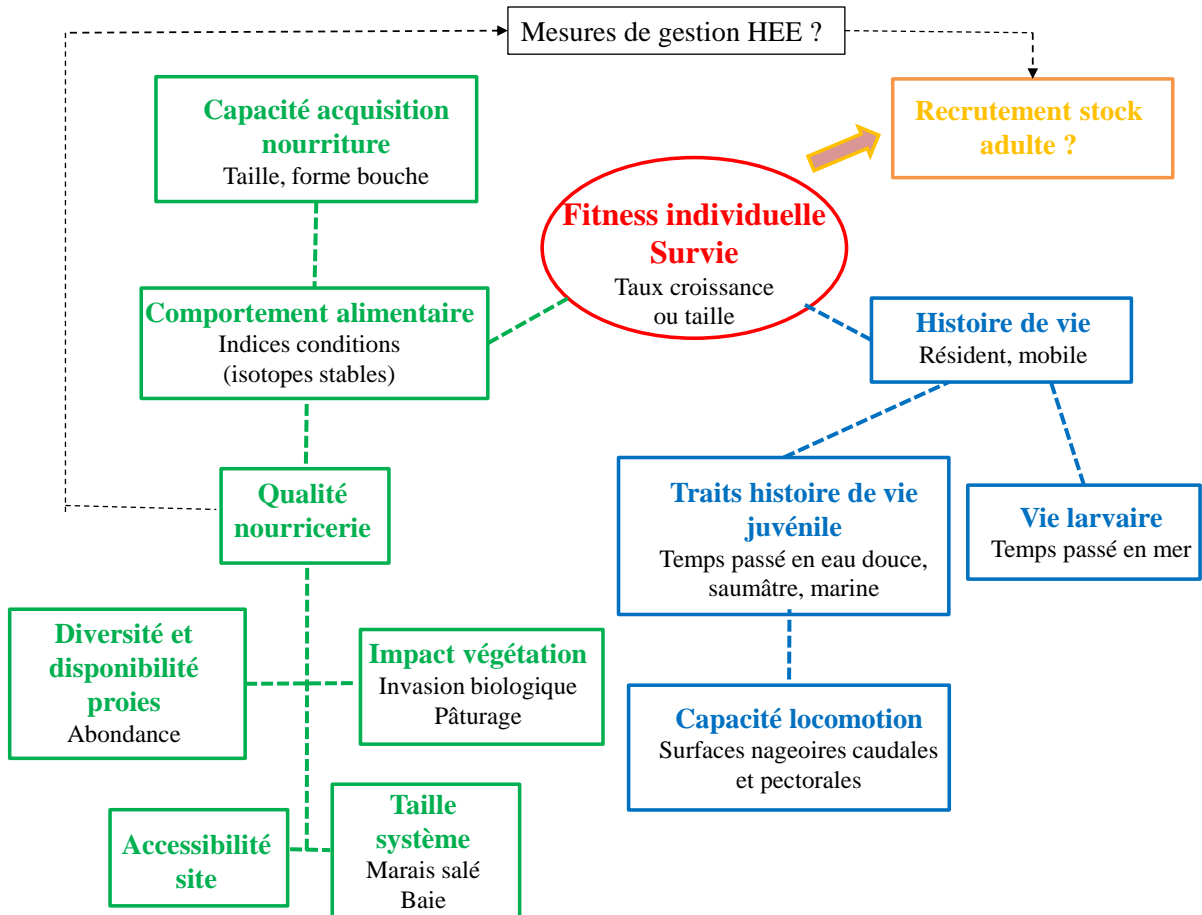 Mesures de gestion HEE ?
Capacité acquisition
nourriture
Taille, forme bouche
Recrutement stock
adulte ?
Fitness individuelle
Survie
Taux croissance
ou taille
Comportement alimentaire
Indices conditions
(isotopes stables)
Histoire de vie
Résident, mobile
Qualité
nourricerie
Traits histoire de vie
juvénile
Temps passé en eau douce,
saumâtre, marine
Vie larvaire
Temps passé en mer
Diversité et
disponibilité
proies
Abondance
Impact végétation
Invasion biologique
Pâturage
Capacité locomotion
Surfaces nageoires caudales
et pectorales
Accessibilité
site
Taille
système
Marais salé
Baie